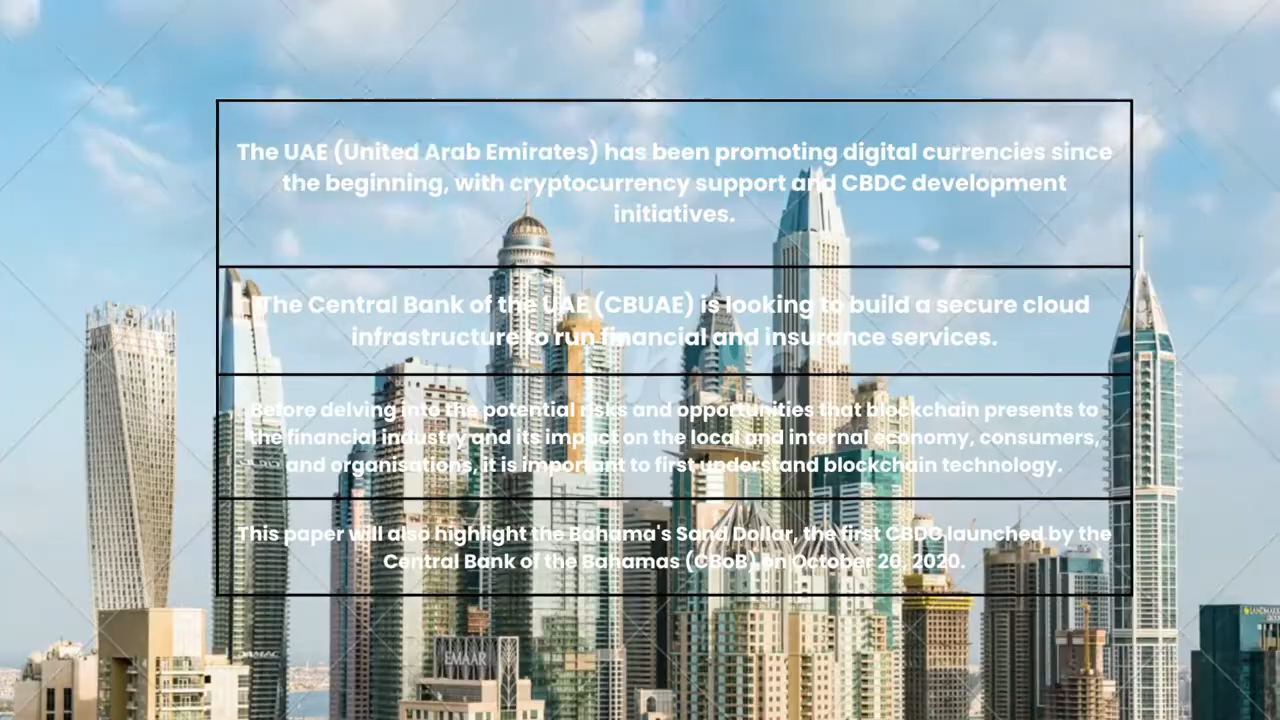 The UAE (United Arab Emirates) has been promoting digital currencies since
the beginning, with cryptocurrency support and CBDC development
initiatives.
The Central Bank of the UAE (CBUAE) is looking to build a secure cloud
infrastructure to run financial and insurance services.
Before delving into the potential risks and opportunities that blockchain presents to
the financial industry and its impact on the local and internal economy, consumers,
and organisations, it is important to first understand blockchain technology.
This paper will also highlight the Bahama's Sand Dollar, the first CBDC launched by the
Central Bank of the Bahamas (CBoB) on October 20, 2020.
DAMAC
EMAAR